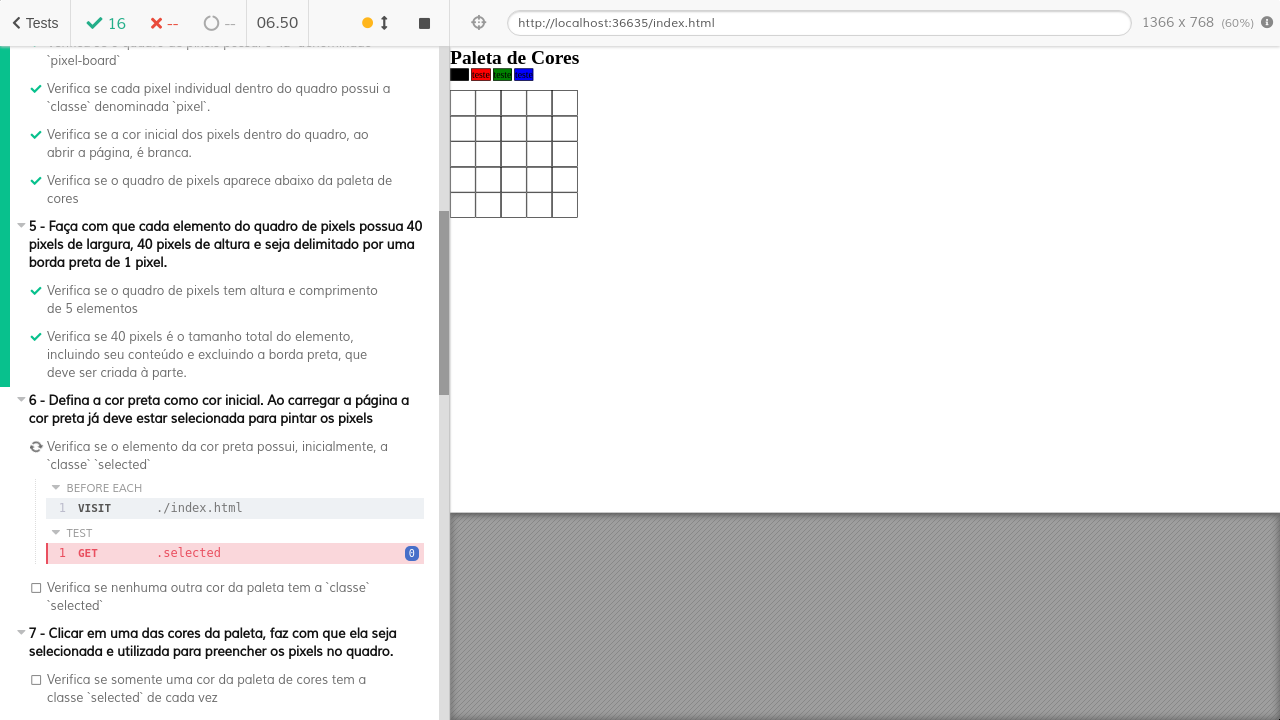 Tests
16
--
--
06.50
http://localhost:36635/index.html
1366 x 768 (60%)
`pixel-board`
Verifica se cada pixel individual dentro do quadro possui a
`classe` denominada `pixel`.
Verifica se a cor inicial dos pixels dentro do quadro, ao
abrir a página, é branca.
Verifica se o quadro de pixels aparece abaixo da paleta de
cores
5 - Faça com que cada elemento do quadro de pixels possua 40
pixels de largura, 40 pixels de altura e seja delimitado por uma
borda preta de 1 pixel.
Verifica se o quadro de pixels tem altura e comprimento
de 5 elementos
Verifica se 40 pixels é o tamanho total do elemento,
incluindo seu conteúdo e excluindo a borda preta, que
deve ser criada à parte.
6 - Defina a cor preta como cor inicial. Ao carregar a página a
cor preta já deve estar selecionada para pintar os pixels
Verifica se o elemento da cor preta possui, inicialmente, a
`classe` `selected`
BEFORE EACH
1 VISIT ./index.html
TEST
1 GET .selected 0
Verifica se nenhuma outra cor da paleta tem a `classe`
`selected`
7 - Clicar em uma das cores da paleta, faz com que ela seja
selecionada e utilizada para preencher os pixels no quadro.
Verifica se somente uma cor da paleta de cores tem a
classe `selected` de cada vez
Paleta de Cores
teste teste